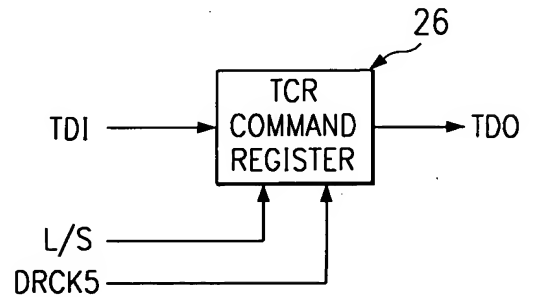 26
TCR
COMMAND
REGISTER
TDI
TDO
L/S
DRCK5